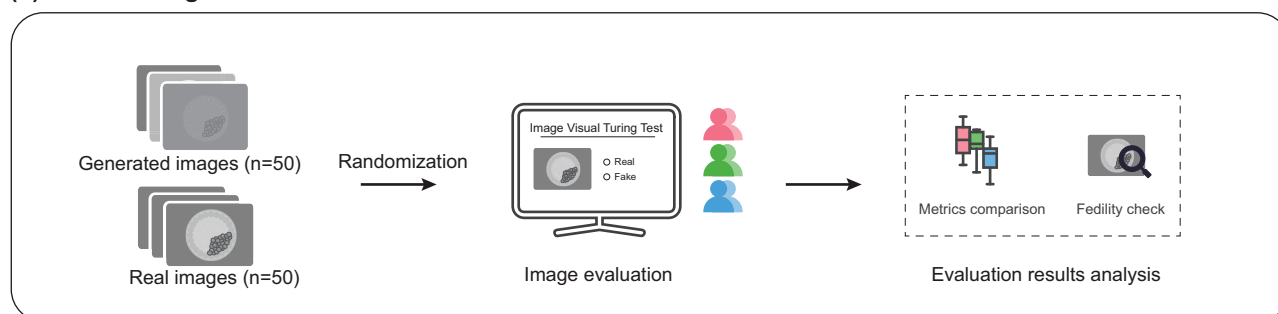 Generated images (n=50)
Real images (n=50)
Randomization
Image Visual Turing Test
Real
Fake
Image evaluation
Metrics comparison
Fedility check
Evaluation results analysis